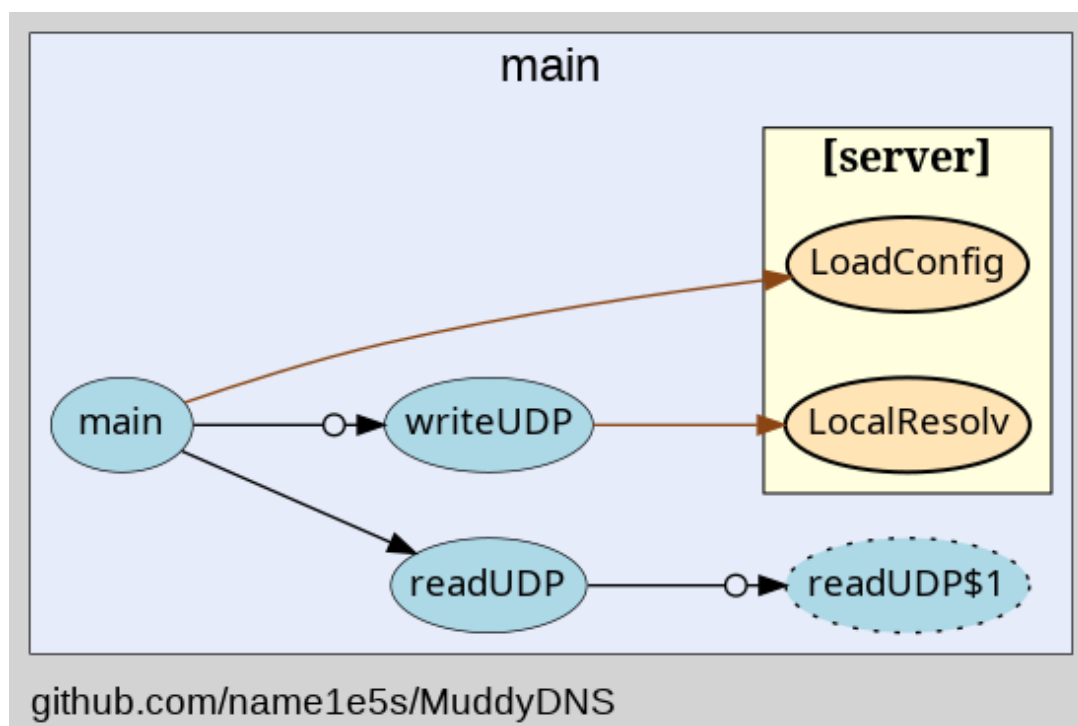 main
[server]
LoadConfig
main
writeUDP
LocalResolv
readUDP
readUDP$1
github.com/name1e5s/MuddyDNS